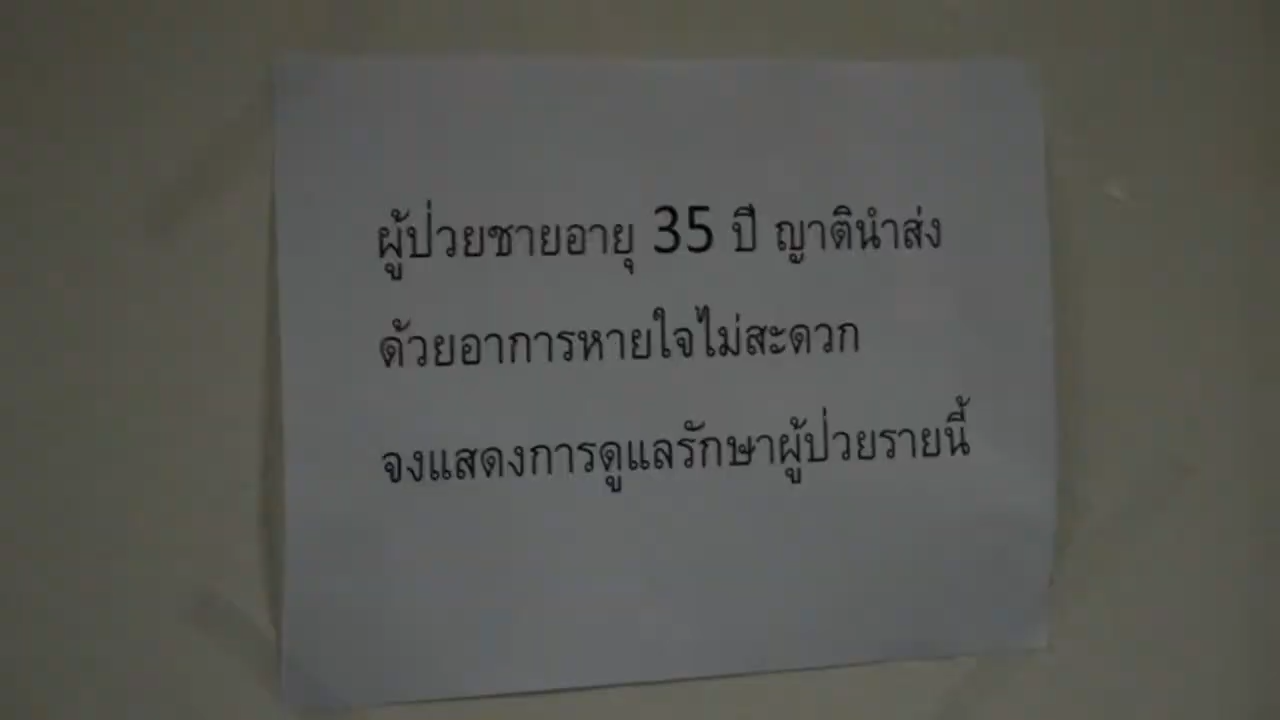 ผู้ป่วยชายอายุ 35 ปี ญาตินำส่ง
ด้วยอาการหายใจไม่สะดวก
จงแสดงการดูแลรักษาผู้ป่วยรายนี้